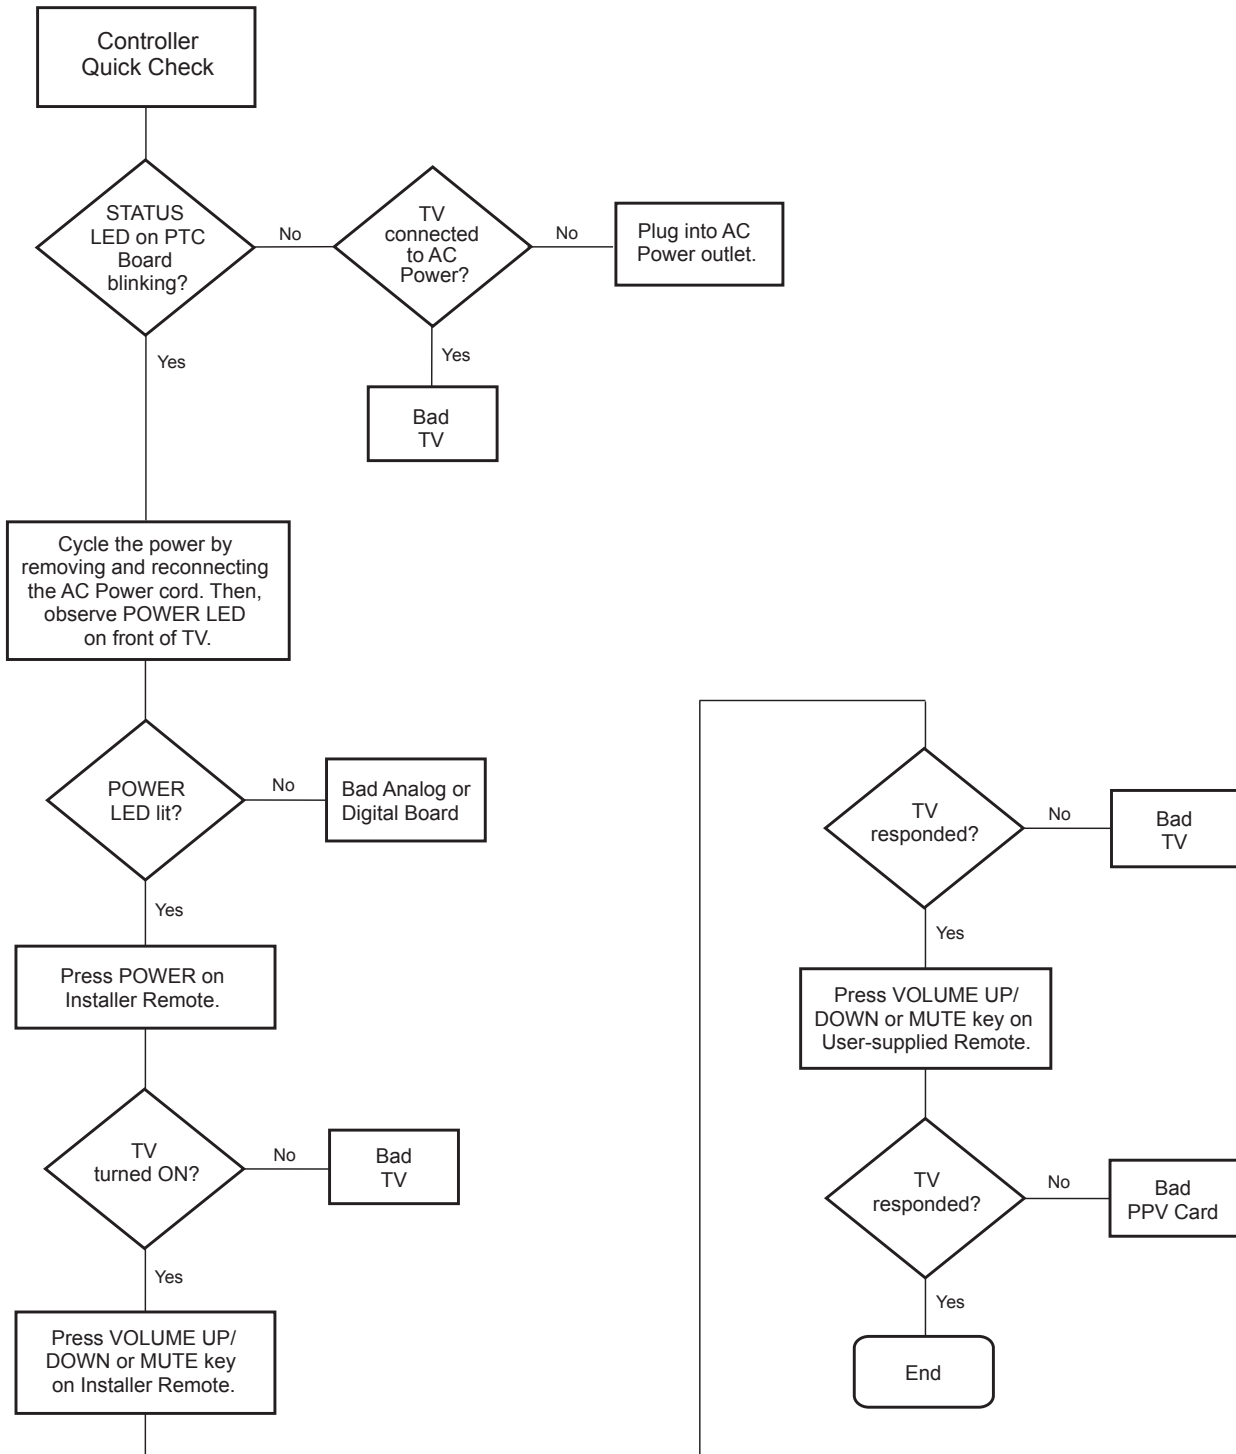 Controller
Quick Check
STATUS
LED on PTC
Board
blinking?
No
TV
connected
to AC
Power?
No
Plug into AC
Power outlet.
Yes
Bad
TV
Yes
Cycle the power by
removing and reconnecting
the AC Power cord. Then,
observe POWER LED
on front of TV.
POWER
LED lit?
No
Bad Analog or
Digital Board
Yes
Press POWER on
Installer Remote.
TV
turned ON?
No
Bad
TV
Yes
Press VOLUME UP/
DOWN or MUTE key
on Installer Remote.
TV
responded?
No
Bad
TV
Yes
Press VOLUME UP/
DOWN or MUTE key on
User-supplied Remote.
TV
responded?
No
Bad
PPV Card
Yes
End